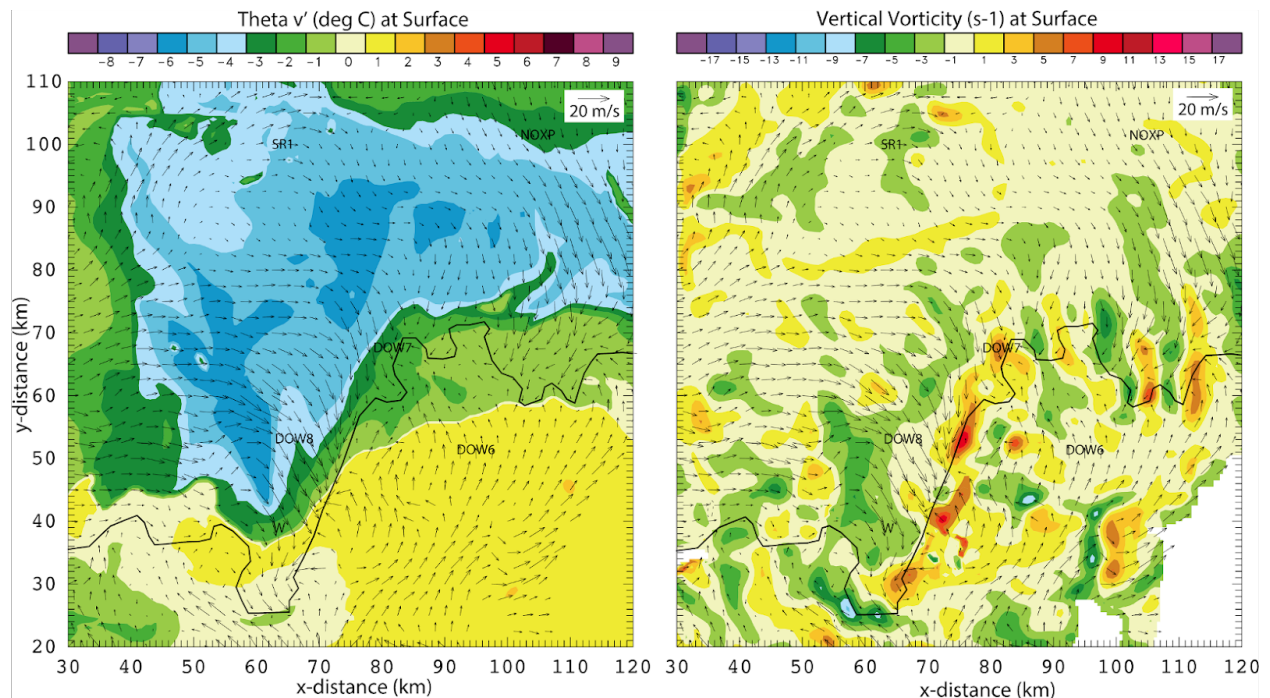 Theta v' (deg C) at Surface
-8 -7 -6 -5 -4 -3 -2 -1 0 1 2 3 4 5 6 7 8 9
110
100
90
80
70
60
50
40
30
20
y-distance (km)
20 m/s
NOXP
SR1
DOW7
DOW8
DOW6
W
30 40 50 60 70 80 90 100 110 120
x-distance (km)
Vertical Vorticity (s-1) at Surface
-17 -15 -13 -11 -9 -7 -5 -3 -1 1 3 5 7 9 11 13 15 17
20 m/s
NOXP
SR1
DOW7
DOW8
DOW6
W
30 40 50 60 70 80 90 100 110 120
x-distance (km)